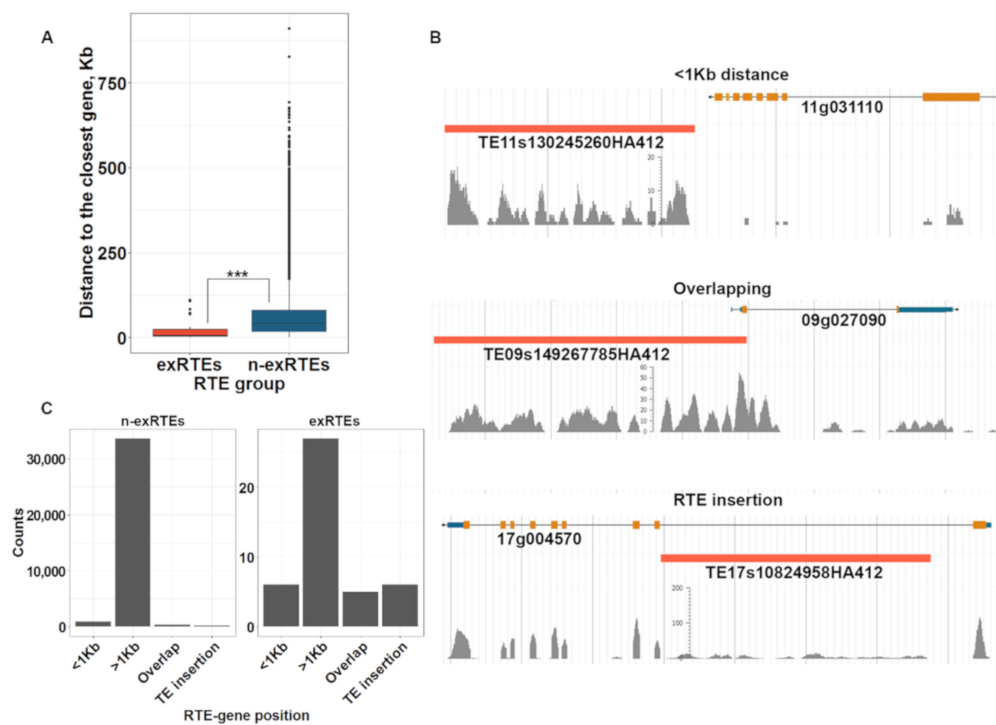 A
Distance to the closest gene, Kb
750
500
250
0
***
exRTEs n-exRTEs
RTE group
B
<1Kb distance
11g031110
TE11s130245260HA412
20
10
0
Overlapping
09g027090
TE09s149267785HA412
60
50
40
30
20
10
0
RTE insertion
17g004570
TE17s10824958HA412
200
100
0
C
n-exRTEs exRTEs
Counts
30,000
20,000
10,000
0
20
10
0
<1Kb >1Kb Overlap TE insertion
<1Kb >1Kb Overlap TE insertion
RTE-gene position